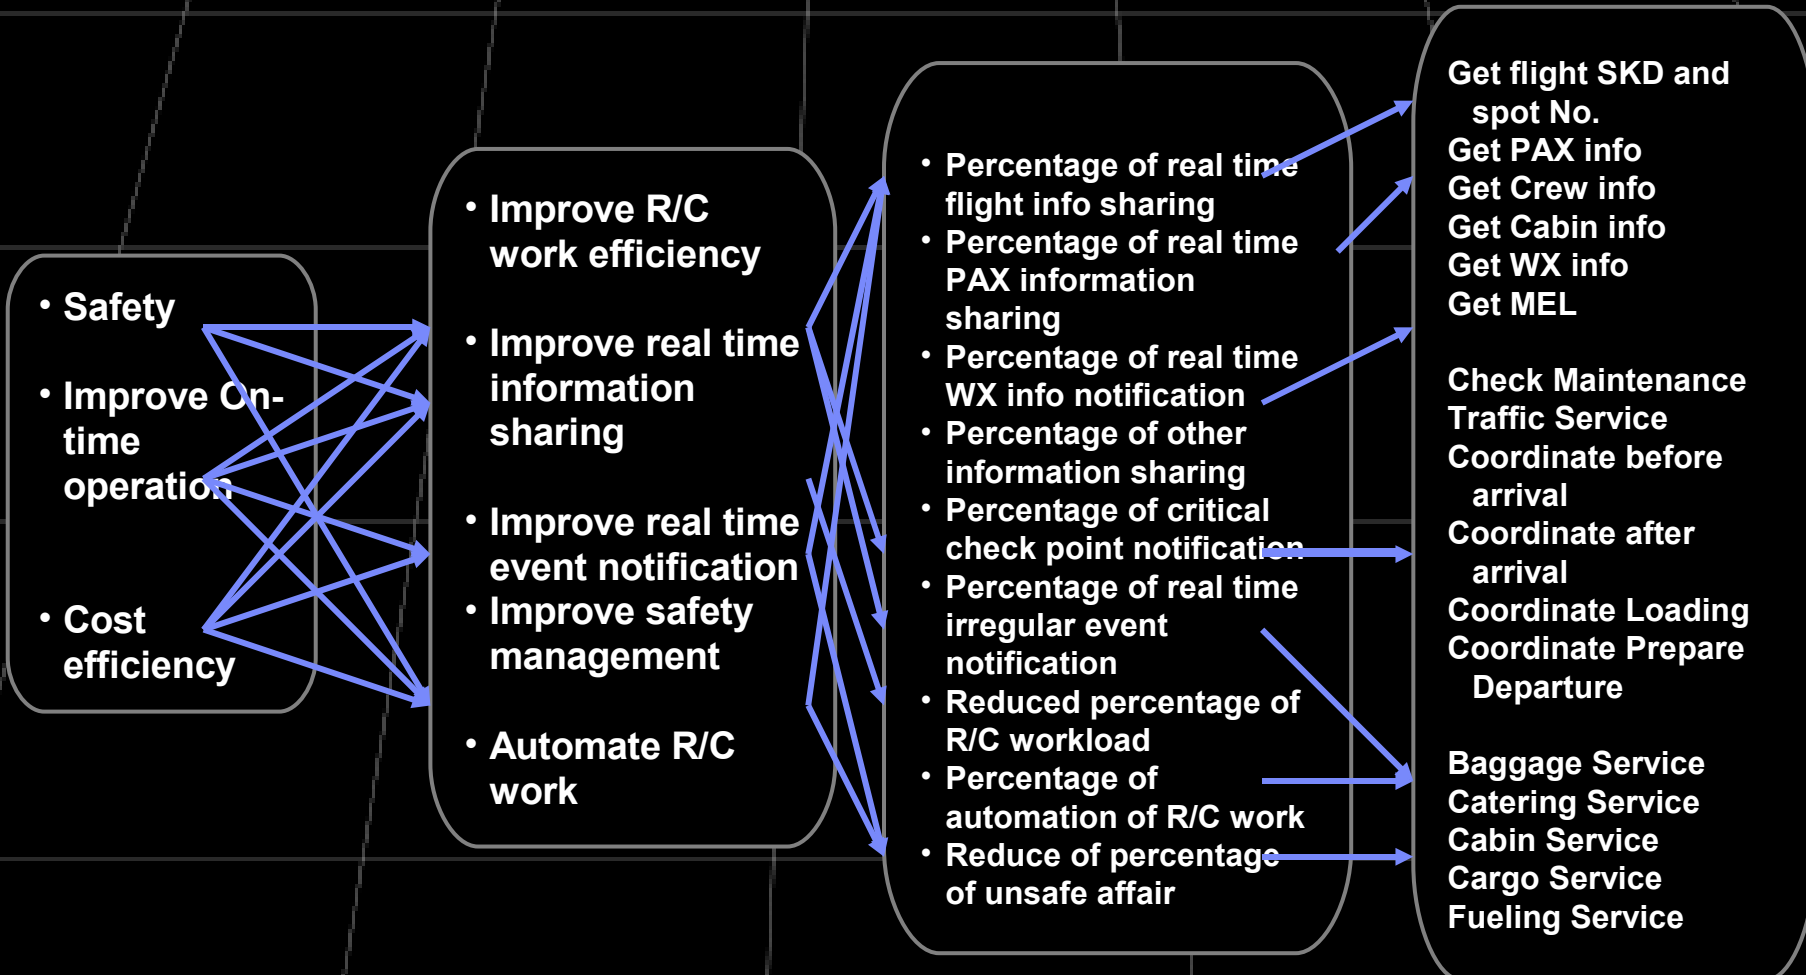 • Safety
• Improve On-
time
operation
• Cost
efficiency
• Improve R/C
work efficiency
• Improve real time
information
sharing
• Improve real time
event notification
• Improve safety
management
• Automate R/C
work
• Percentage of real time
flight info sharing
• Percentage of real time
PAX information
sharing
• Percentage of real time
WX info notification
• Percentage of other
information sharing
• Percentage of critical
check point notification
• Percentage of real time
irregular event
notification
• Reduced percentage of
R/C workload
• Percentage of
automation of R/C work
• Reduce of percentage
of unsafe affair
Get flight SKD and
spot No.
Get PAX info
Get Crew info
Get Cabin info
Get WX info
Get MEL
Check Maintenance
Traffic Service
Coordinate before
arrival
Coordinate after
arrival
Coordinate Loading
Coordinate Prepare
Departure
Baggage Service
Catering Service
Cabin Service
Cargo Service
Fueling Service